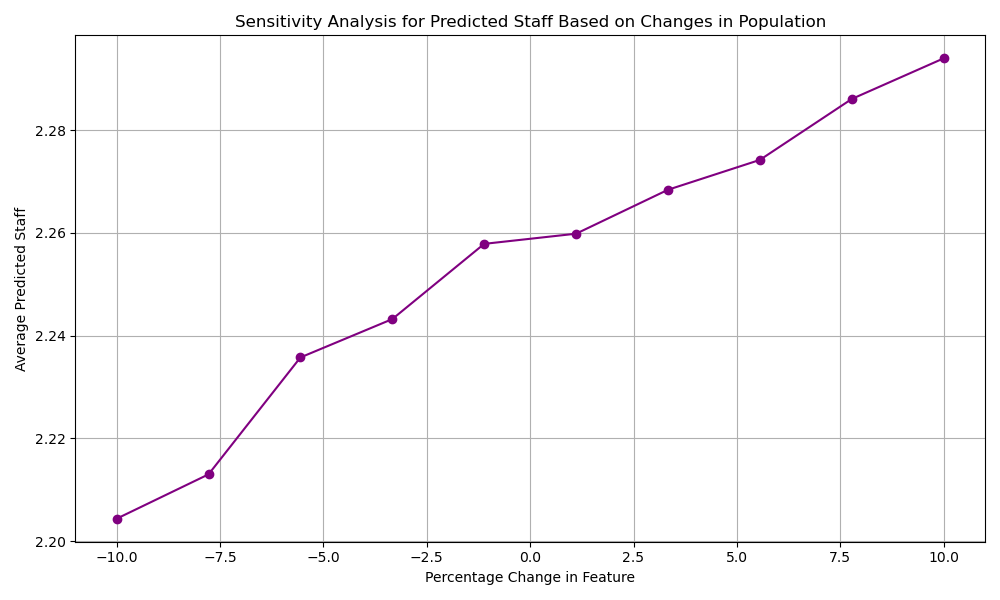 Sensitivity Analysis for Predicted Staff Based on Changes in Population
Average Predicted Staff
2.28
2.26
2.24
2.22
2.20
−10.0 −7.5 −5.0 −2.5 0.0 2.5 5.0 7.5 10.0
Percentage Change in Feature